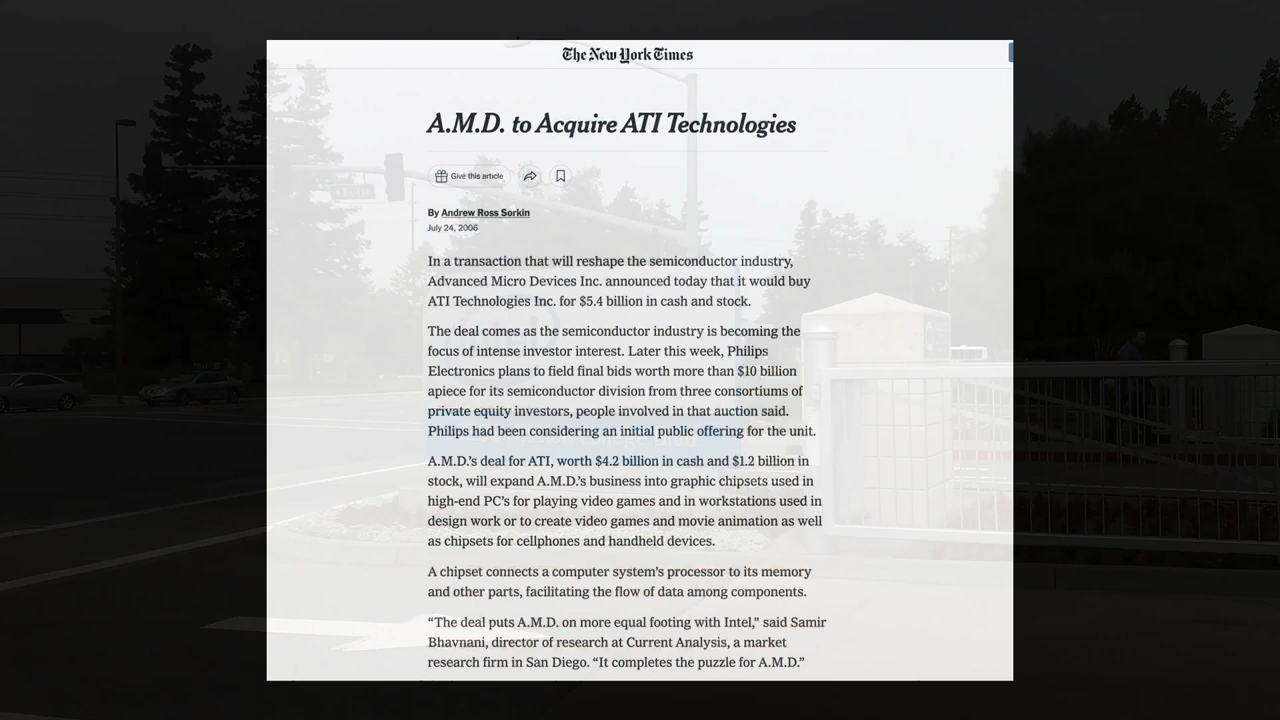 The New York Times
A.M.D. to Acquire ATI Technologies
Give this article
By Andrew Ross Sorkin
July 24, 2006
In a transaction that will reshape the semiconductor industry,
Advanced Micro Devices Inc. announced today that it would buy
ATI Technologies Inc. for $5.4 billion in cash and stock.
The deal comes as the semiconductor industry is becoming the
focus of intense investor interest. Later this week, Philips
Electronics plans to field final bids worth more than $10 billion
apiece for its semiconductor division from three consortiums of
private equity investors, people involved in that auction said.
Philips had been considering an initial public offering for the unit.
A.M.D.’s deal for ATI, worth $4.2 billion in cash and $1.2 billion in
stock, will expand A.M.D.’s business into graphic chipsets used in
high-end PC’s for playing video games and in workstations used in
design work or to create video games and movie animation as well
as chipsets for cellphones and handheld devices.
A chipset connects a computer system’s processor to its memory
and other parts, facilitating the flow of data among components.
“The deal puts A.M.D. on more equal footing with Intel," said Samir
Bhavnani, director of research at Current Analysis, a market
research firm in San Diego. “It completes the puzzle for A.M.D.”